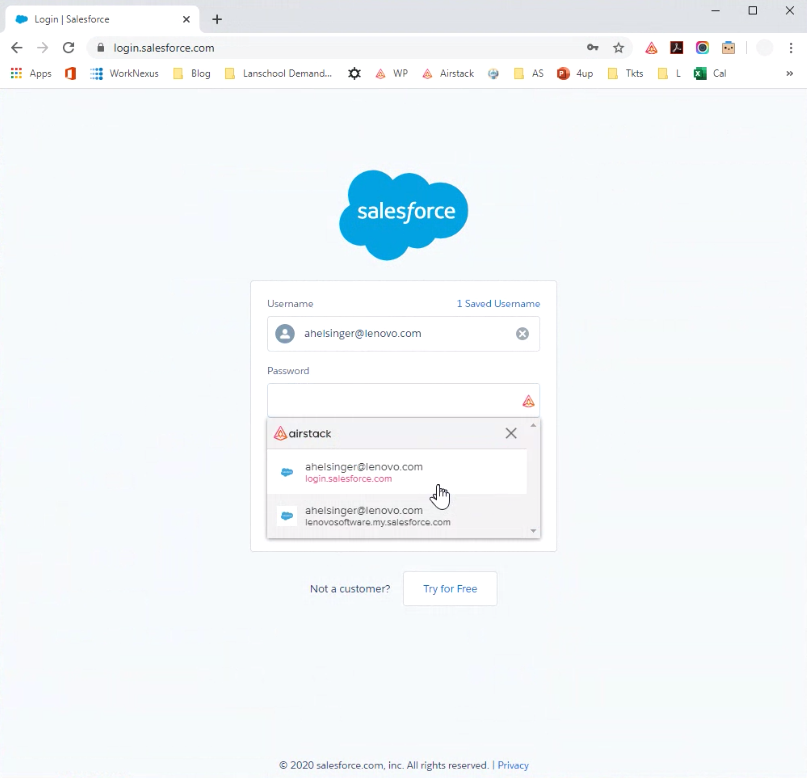 Login | Salesforce
login.salesforce.com
Apps WorkNexus Blog Lanschool Demand... WP Airstack AS 4up Tkts L Cal »
salesforce
Username 1 Saved Username
ahelsinger@lenovo.com
Password
airstack
ahelsinger@lenovo.com
login.salesforce.com
ahelsinger@lenovo.com
lenovosoftware.my.salesforce.com
Not a customer? Try for Free
© 2020 salesforce.com, inc. All rights reserved. | Privacy